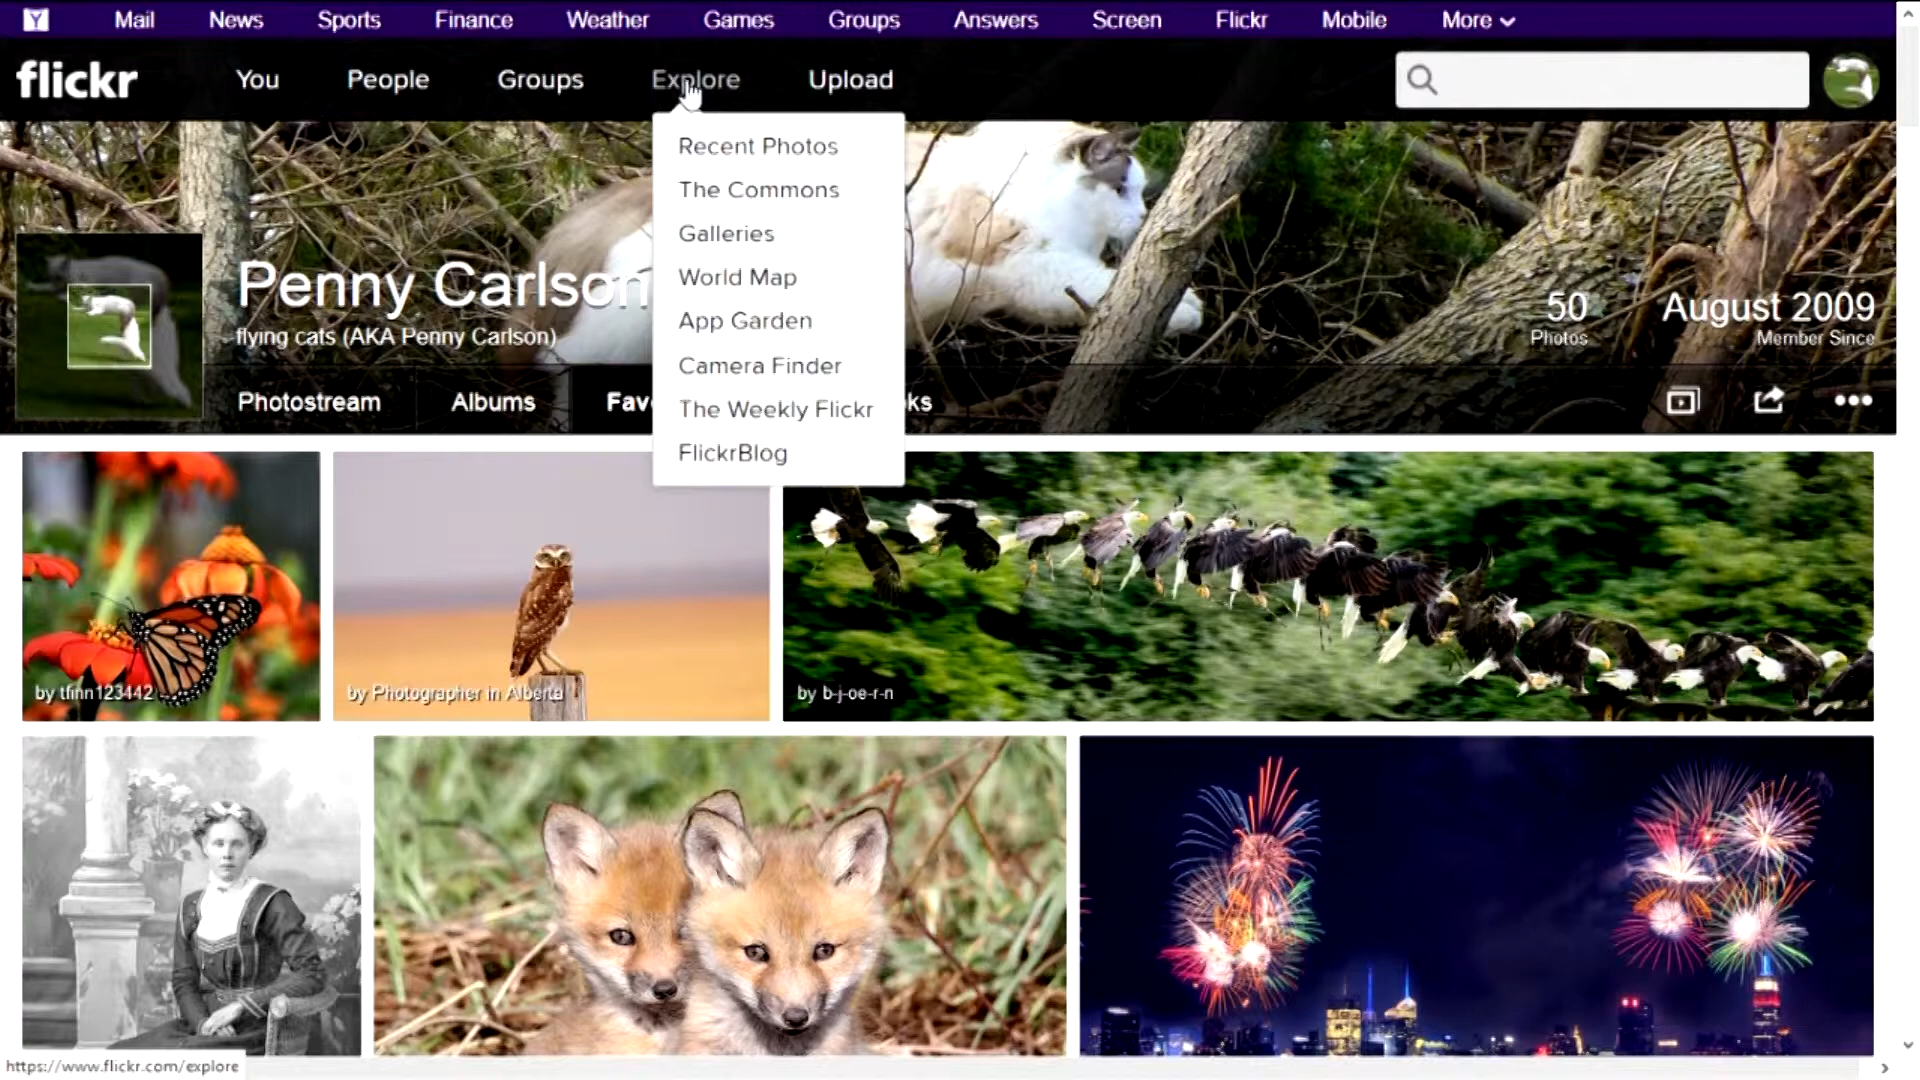 Y Mail News Sports Finance Weather Games Groups Answers Screen Flickr Mobile More
flickr You People Groups Explore Upload
Recent Photos
The Commons
Galleries
World Map
App Garden
Camera Finder
The Weekly Flickr
FlickrBlog
Penny Carlson
flying cats (AKA Penny Carlson)
50
Photos
August 2009
Member Since
Photostream Albums
by tfinn123442
by Photographer in Alberta
by b-j-oe-r-n
https://www.flickr.com/explore